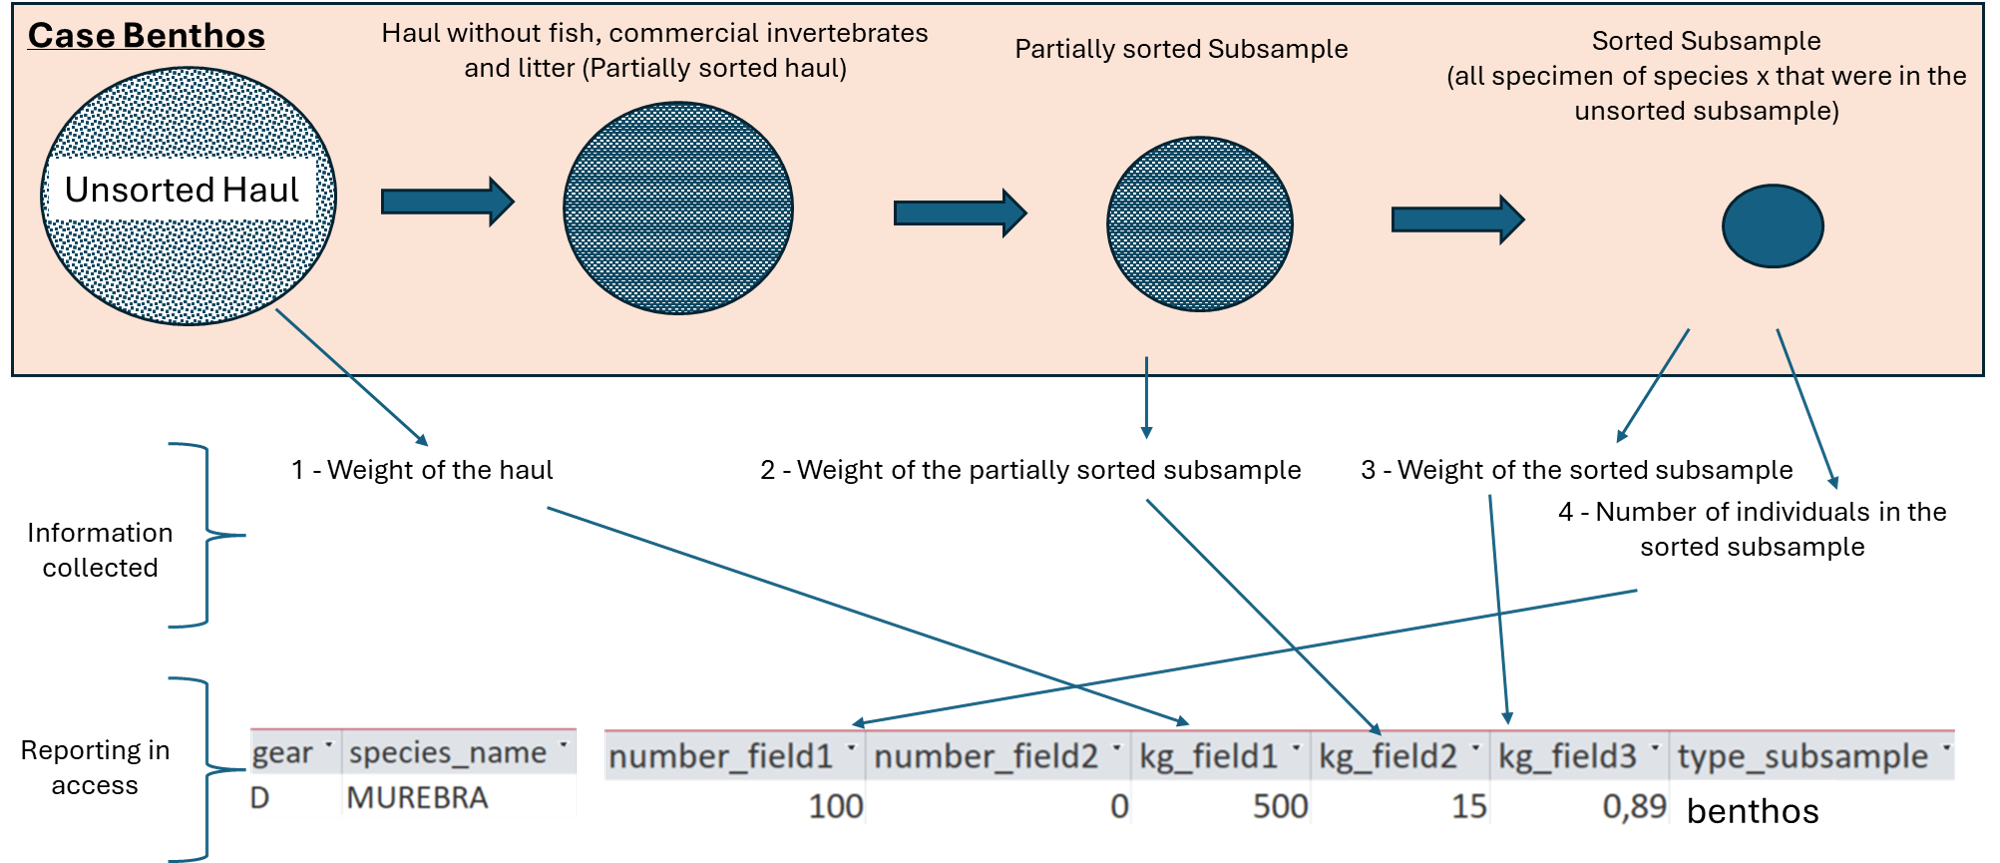 Case Benthos
Haul without fish, commercial invertebrates
and litter (Partially sorted haul)
Partially sorted Subsample
Sorted Subsample
(all specimen of species x that were in the
unsorted subsample)
Unsorted Haul
1 - Weight of the haul
2 - Weight of the partially sorted subsample
3 - Weight of the sorted subsample
4 - Number of individuals in the
sorted subsample
Information
collected
Reporting in
access
gear species_name number_field1 number_field2 kg_field1 kg_field2 kg_field3 type_subsample
D MUREBRA 100 0 500 15 0,89 benthos